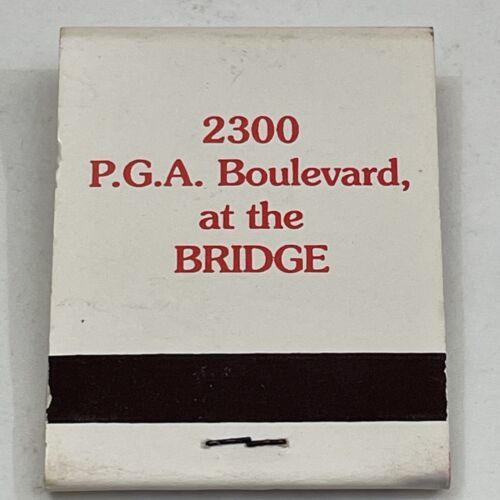 2300
P.G.A. Boulevard,
at the
BRIDGE